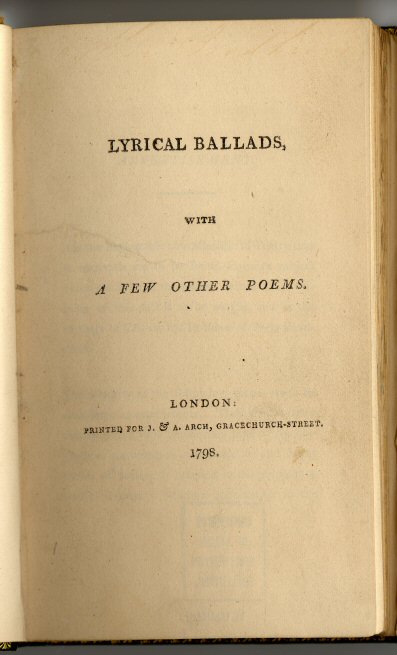 LYRICAL BALLADS,
WITH
A FEW OTHER POEMS.
LONDON:
PRINTED FOR J. & A. ARCH, GRACECHURCH-STREET.
1798.